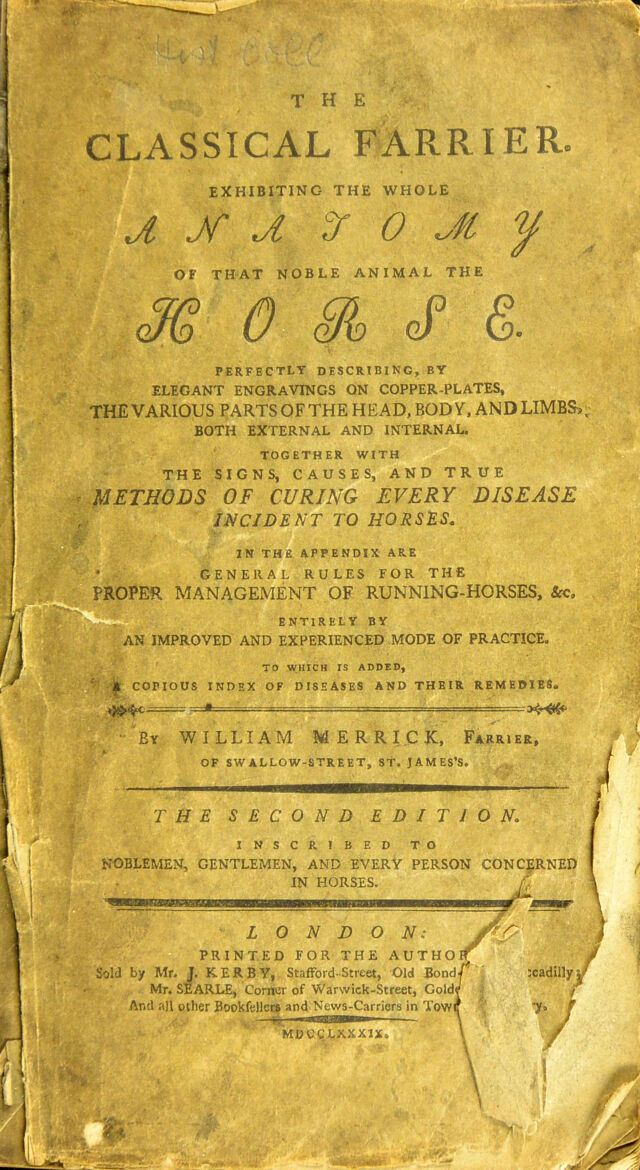 THE
CLASSICAL FARRIER.
EXHIBITING THE WHOLE
ANATOMY
OF THAT NOBLE ANIMAL THE
HORSE.
PERFECTLY DESCRIBING, BY
ELEGANT ENGRAVINGS ON COPPER-PLATES,
THE VARIOUS PARTS OF THE HEAD, BODY, AND LIMBS,
BOTH EXTERNAL AND INTERNAL.
TOGETHER WITH
THE SIGNS, CAUSES, AND TRUE
METHODS OF CURING EVERY DISEASE
INCIDENT TO HORSES.
IN THE APPENDIX ARE
GENERAL RULES FOR THE
PROPER MANAGEMENT OF RUNNING-HORSES, &c.
ENTIRELY BY
AN IMPROVED AND EXPERIENCED MODE OF PRACTICE.
TO WHICH IS ADDED,
A COPIOUS INDEX OF DISEASES AND THEIR REMEDIES.
BY WILLIAM MERRICK, FARRIER,
OF SWALLOW-STREET, ST. JAMES'S.
THE SECOND EDITION.
INSCRIBED TO
NOBLEMEN, GENTLEMEN, AND EVERY PERSON CONCERNED
IN HORSES.
LONDON:
PRINTED FOR THE AUTHOR
Sold by Mr. J. KERBY, Stafford-Street, Old Bond-
Mr. SEARLE, Corner of Warwick-Street,
And all other Bookſellers and News-Carriers in
MDCCLXXXIX.